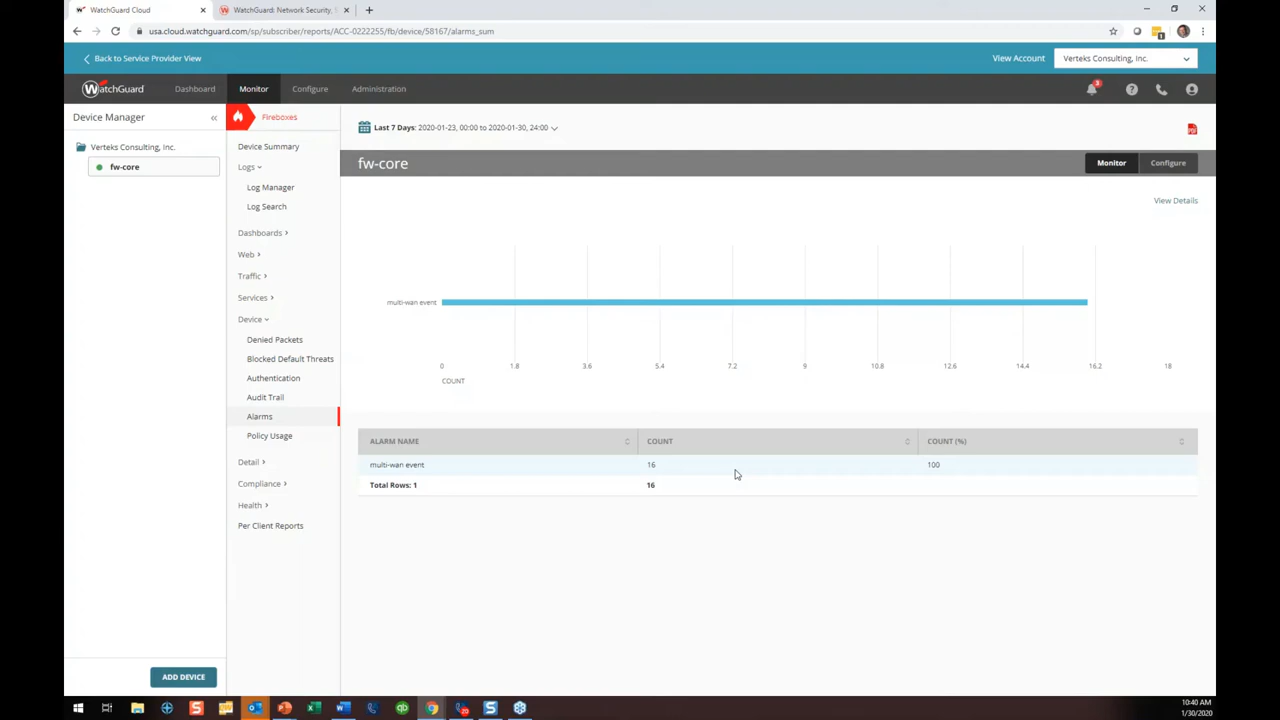 WatchGuard Cloud
WatchGuard: Network Security,
usa.cloud.watchguard.com/sp/subscriber/reports/ACC-0222255/fb/device/58167/alarms_sum
1
Back to Service Provider View
View Account
Verteks Consulting, Inc.
WatchGuard
Dashboard
Monitor
Configure
Administration
3
Device Manager
Fireboxes
Last 7 Days: 2020-01-23, 00:00 to 2020-01-30, 24:00
PDF
Verteks Consulting, Inc.
fw-core
Device Summary
Logs
Log Manager
Log Search
Dashboards
Web
Traffic
Services
Device
Denied Packets
Blocked Default Threats
Authentication
Audit Trail
Alarms
Policy Usage
Detail
Compliance
Health
Per Client Reports
fw-core
Monitor
Configure
View Details
multi-wan event
0 1.8 3.6 5.4 7.2 9 10.8 12.6 14.4 16.2 18
COUNT
ALARM NAME COUNT COUNT (%)
multi-wan event 16 100
Total Rows: 1 16
ADD DEVICE
10:40 AM
1/30/2020